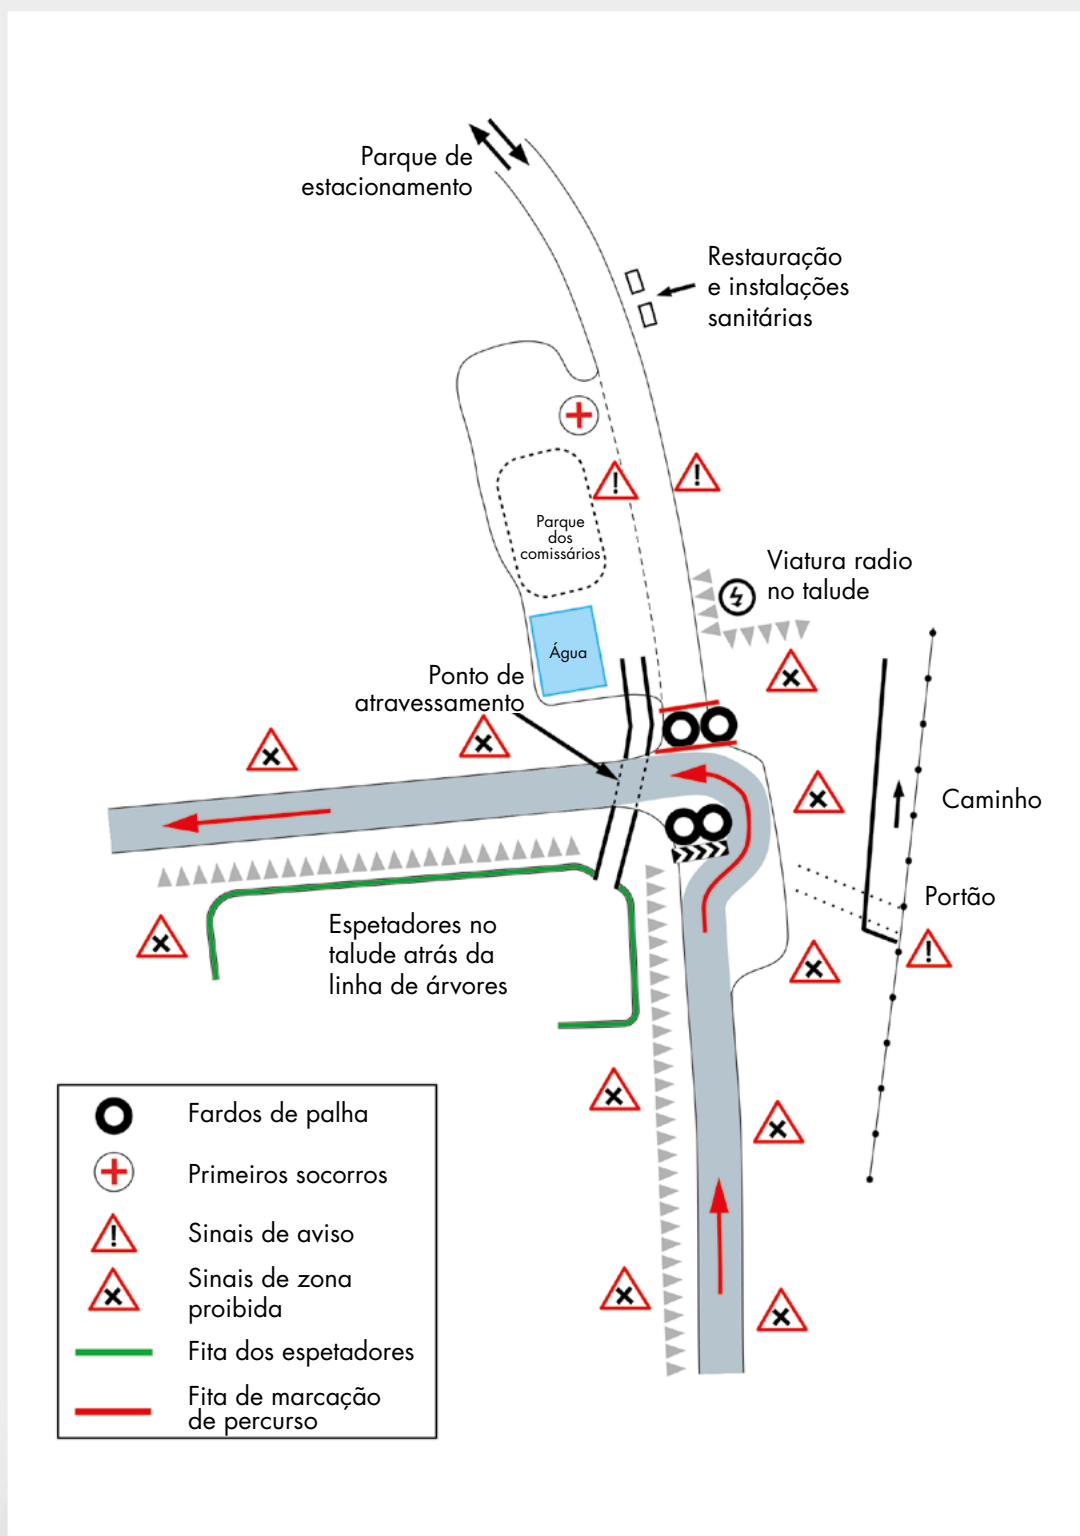 Parque de
estacionamento
Restauração
e instalações
sanitárias
Parque
dos
comissários
Viatura radio
no talude
Água
Ponto de
atravessamento
Caminho
Portão
Espetadores no
talude atrás da
linha de árvores
Fardos de palha
Primeiros socorros
Sinais de aviso
Sinais de zona
proibida
Fita dos espetadores
Fita de marcação
de percurso